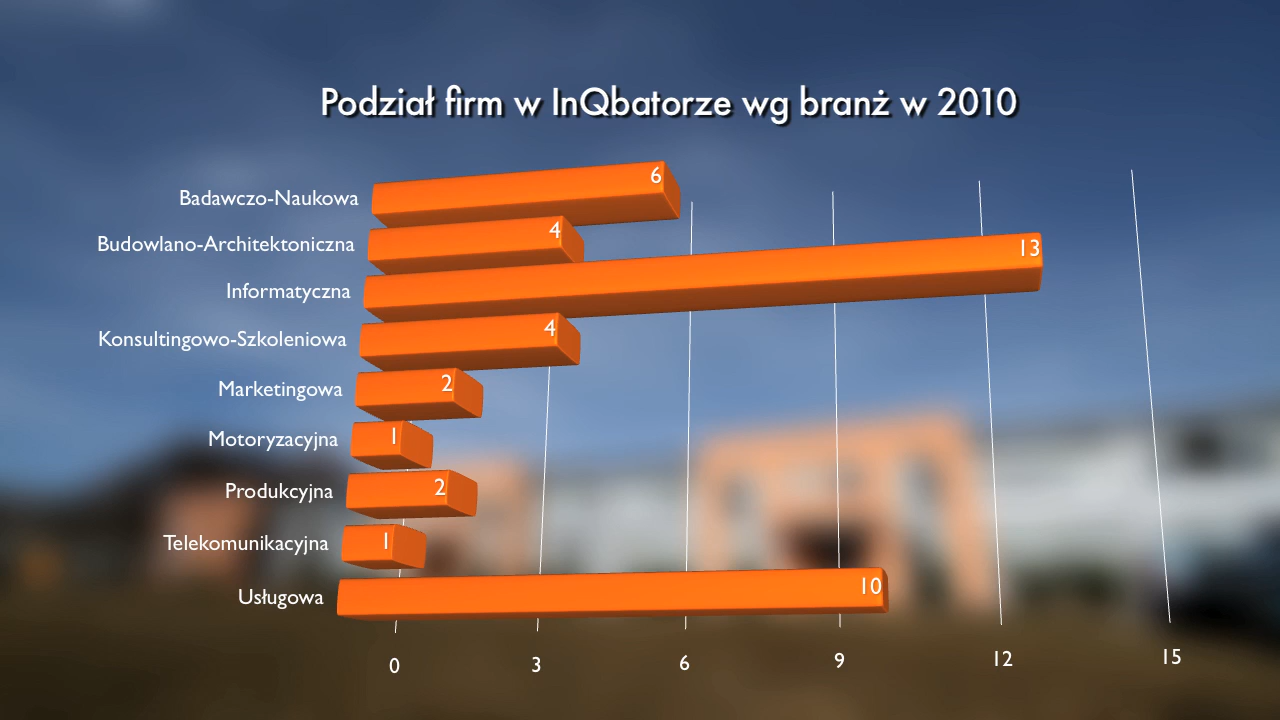 Podział firm w InQbatorze wg branż w 2010
Badawczo-Naukowa 6
Budowlano-Architektoniczna 4
Informatyczna 13
Konsultingowo-Szkoleniowa 4
Marketingowa 2
Motoryzacyjna 1
Produkcyjna 2
Telekomunikacyjna 1
Usługowa 10
0 3 6 9 12 15